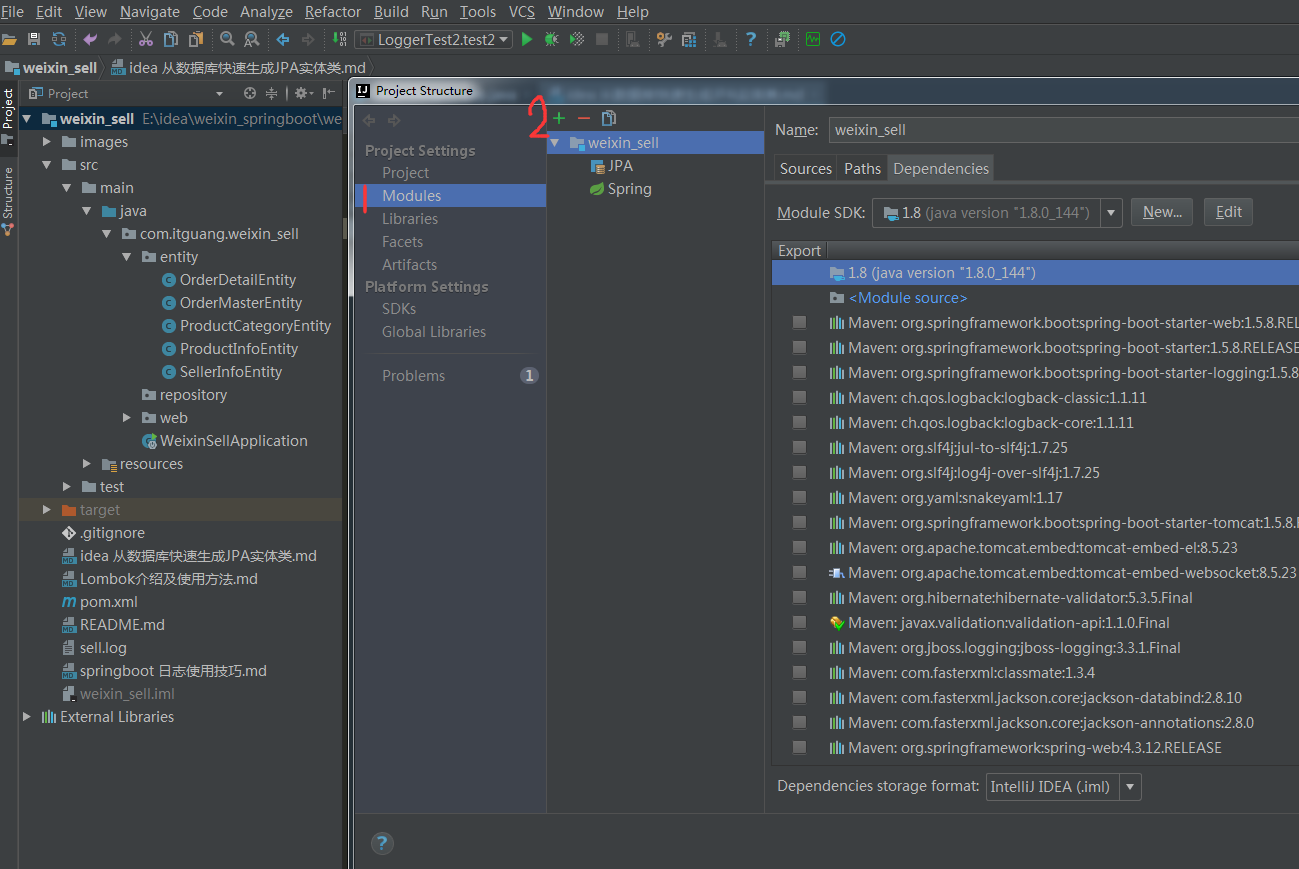 File Edit View Navigate Code Analyze Refactor Build Run Tools VCS Window Help
LoggerTest2.test2
weixin_sell idea 从数据库快速生成JPA实体类.md
Project
Structure
Project
weixin_sell E:\idea\weixin_springboot\we
images
src
main
java
com.itguang.weixin_sell
entity
OrderDetailEntity
OrderMasterEntity
ProductCategoryEntity
ProductInfoEntity
SellerInfoEntity
repository
web
WeixinSellApplication
resources
test
target
.gitignore
idea 从数据库快速生成JPA实体类.md
Lombok介绍及使用方法.md
pom.xml
README.md
sell.log
springboot 日志使用技巧.md
weixin_sell.iml
External Libraries
Project Structure
Project Settings
Project
1 Modules
Libraries
Facets
Artifacts
Platform Settings
SDKs
Global Libraries
Problems 1
2
weixin_sell
JPA
Spring
Name: weixin_sell
Sources Paths Dependencies
Module SDK: 1.8 (java version "1.8.0_144") New... Edit
Export
1.8 (java version "1.8.0_144")
<Module source>
Maven: org.springframework.boot:spring-boot-starter-web:1.5.8.REL
Maven: org.springframework.boot:spring-boot-starter:1.5.8.RELEASE
Maven: org.springframework.boot:spring-boot-starter-logging:1.5.8
Maven: ch.qos.logback:logback-classic:1.1.11
Maven: ch.qos.logback:logback-core:1.1.11
Maven: org.slf4j:jul-to-slf4j:1.7.25
Maven: org.slf4j:log4j-over-slf4j:1.7.25
Maven: org.yaml:snakeyaml:1.17
Maven: org.springframework.boot:spring-boot-starter-tomcat:1.5.8.
Maven: org.apache.tomcat.embed:tomcat-embed-el:8.5.23
Maven: org.apache.tomcat.embed:tomcat-embed-websocket:8.5.23
Maven: org.hibernate:hibernate-validator:5.3.5.Final
Maven: javax.validation:validation-api:1.1.0.Final
Maven: org.jboss.logging:jboss-logging:3.3.1.Final
Maven: com.fasterxml:classmate:1.3.4
Maven: com.fasterxml.jackson.core:jackson-databind:2.8.10
Maven: com.fasterxml.jackson.core:jackson-annotations:2.8.0
Maven: org.springframework:spring-web:4.3.12.RELEASE
Dependencies storage format: IntelliJ IDEA (.iml)